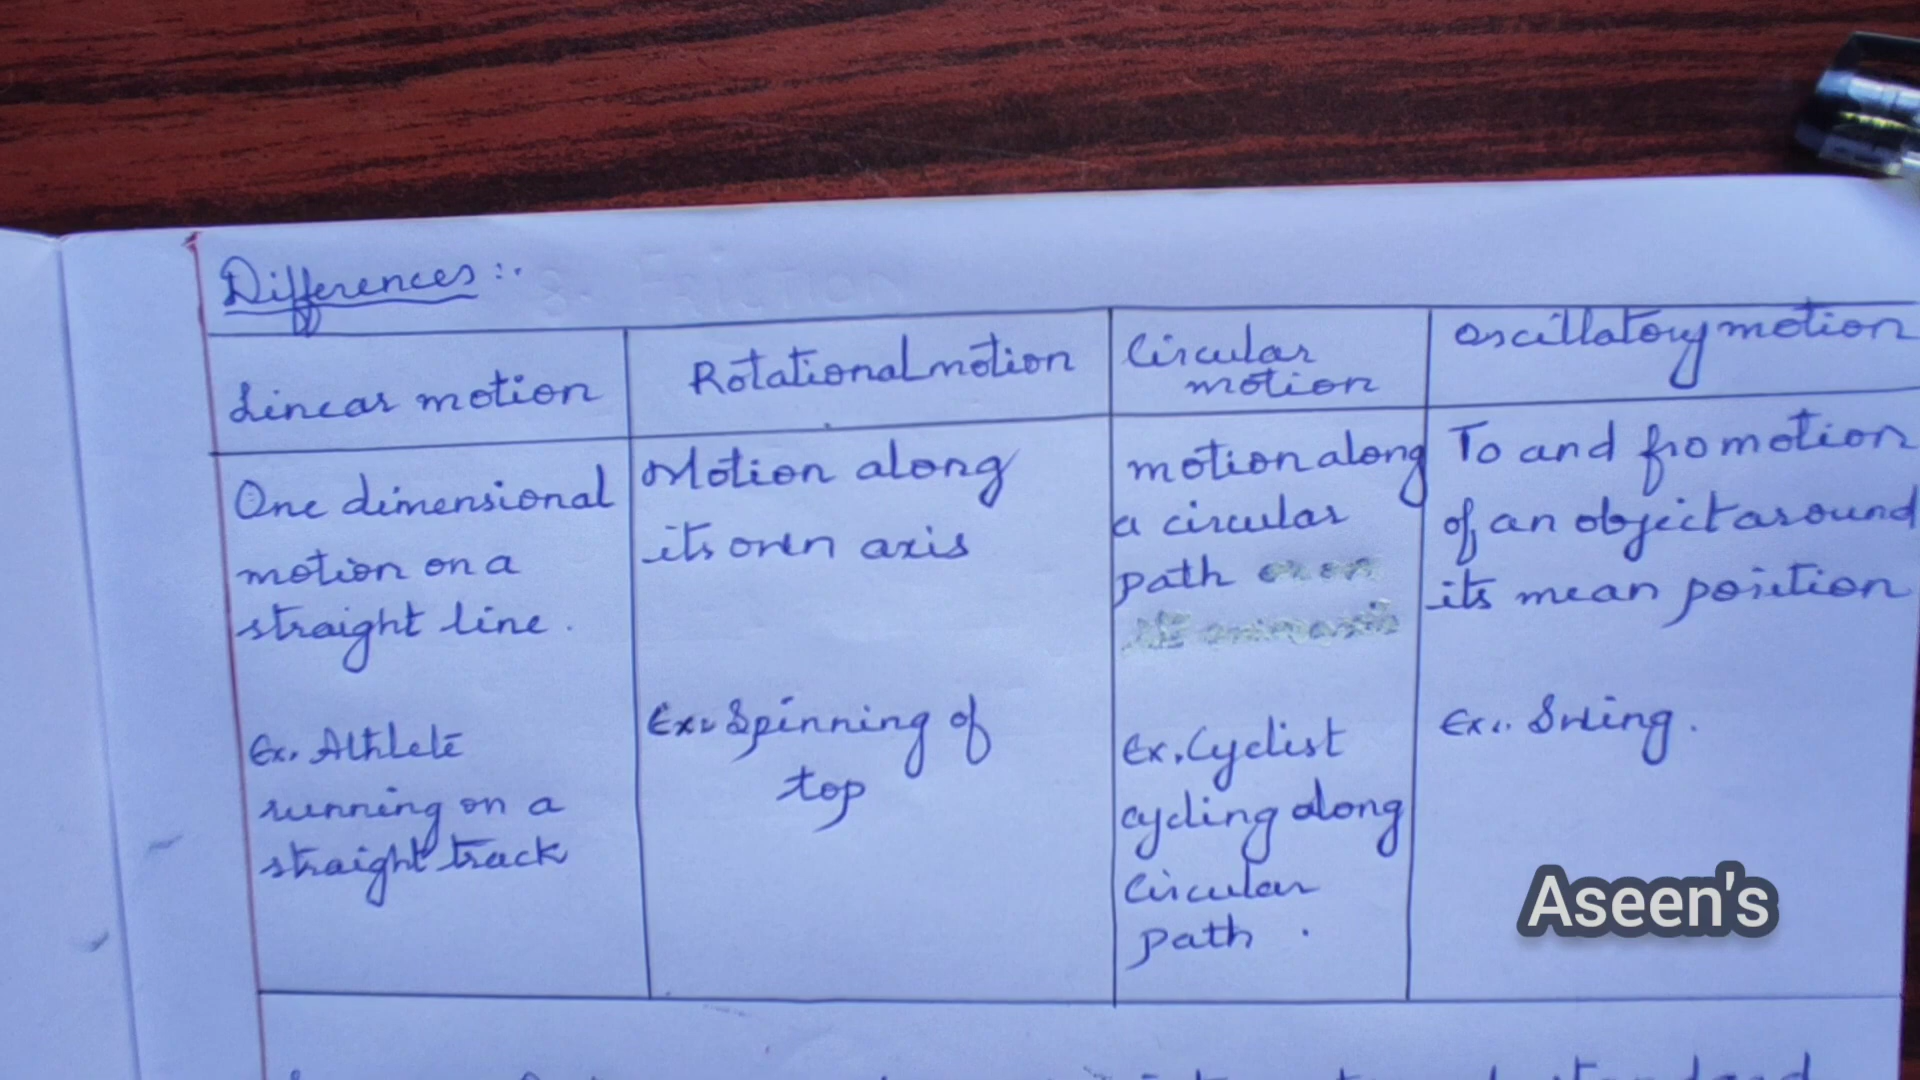 Differences :-
Linear motion
Rotational motion
Circular
motion
oscillatory motion
One dimensional
motion on a
straight line.
Ex. Athlete
running on a
straight track
Motion along
its own axis
Ex:- Spinning of
top
motion along
a circular
path
Ex. Cyclist
cycling along
circular
path.
To and fro motion
of an object around
its mean position
Ex:. Swing.
Aseen's
standard